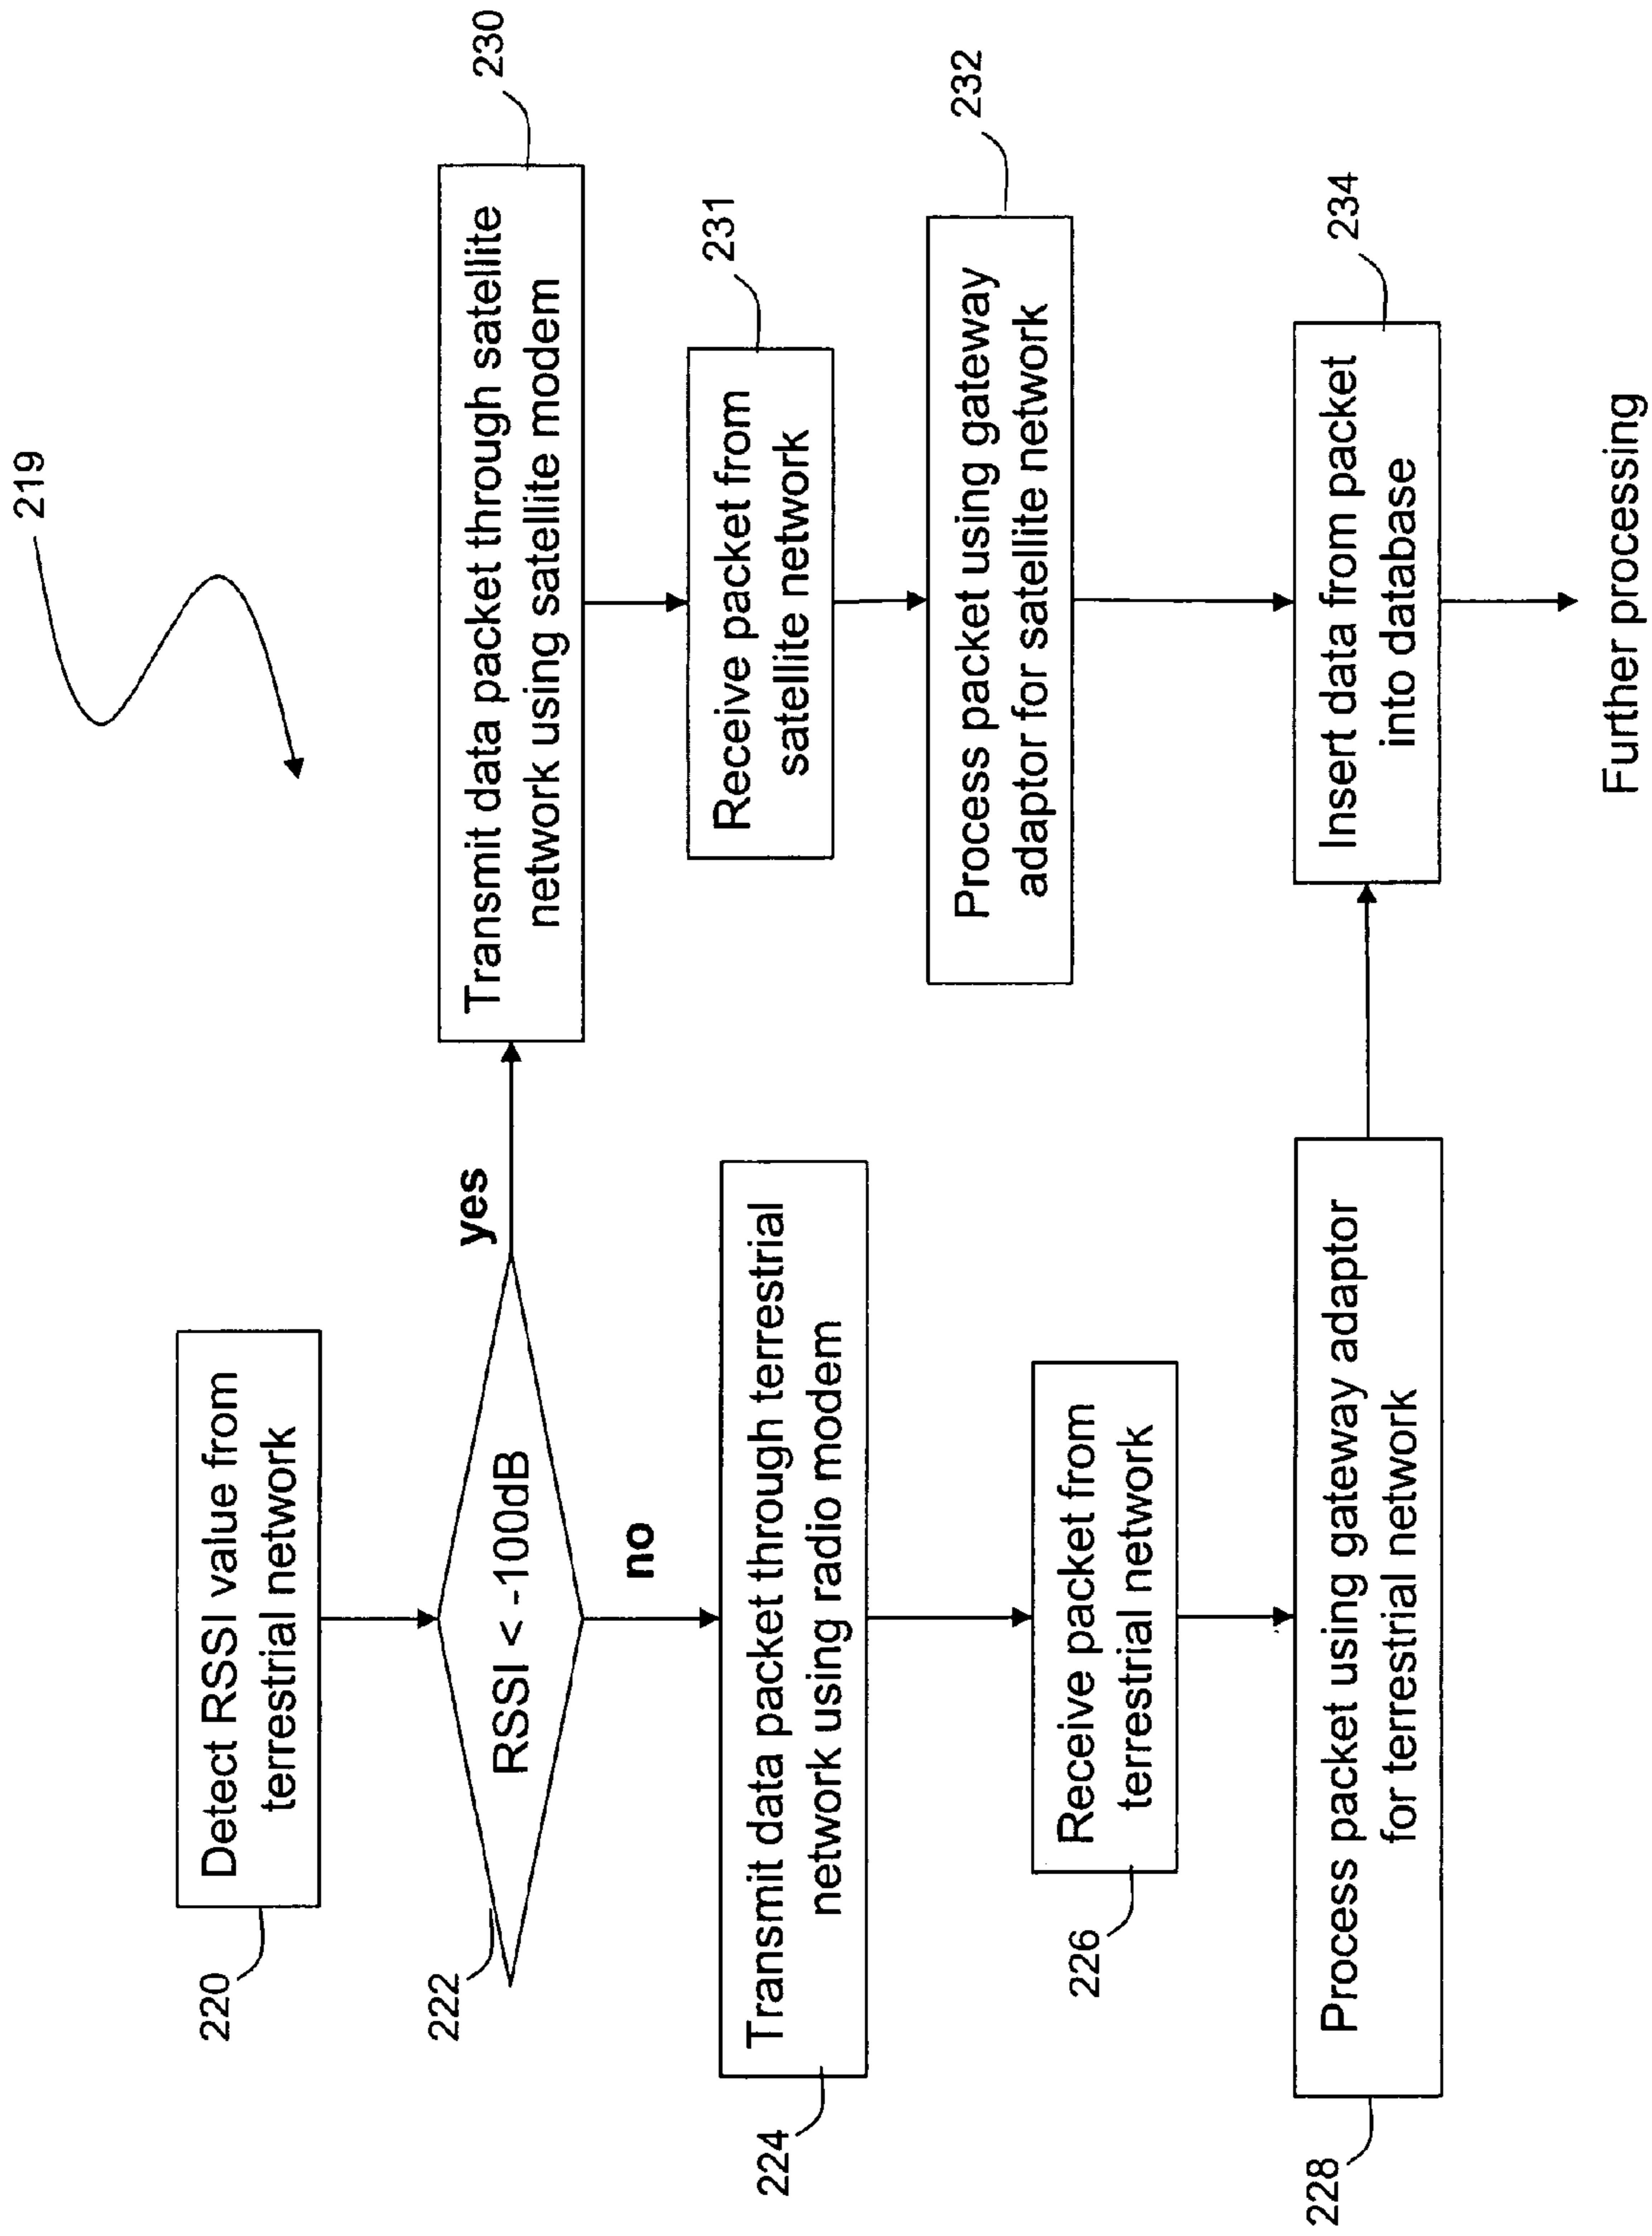 219
220
Detect RSSI value from
terrestrial network
222
RSSI < -100dB
yes
no
Transmit data packet through satellite
network using satellite modem
230
224
Transmit data packet through terrestrial
network using radio modem
Receive packet from
satellite network
231
Process packet using gateway
adaptor for satellite network
232
226
Receive packet from
terrestrial network
228
Process packet using gateway adaptor
for terrestrial network
Insert data from packet
into database
234
Further processing